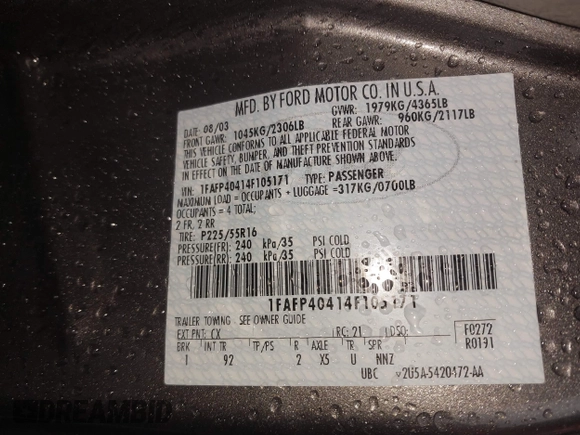 MFD. BY FORD MOTOR CO. IN U.S.A.
DATE: 08/03 GVWR: 1979KG/4365LB
FRONT GAWR: 1045KG/2306LB REAR GAWR: 960KG/2117LB
THIS VEHICLE CONFORMS TO ALL APPLICABLE FEDERAL MOTOR
VEHICLE SAFETY, BUMPER, AND THEFT PREVENTION STANDARDS
IN EFFECT ON THE DATE OF MANUFACTURE SHOWN ABOVE.
VIN: 1FAFP40414F105171 TYPE: PASSENGER
MAXIMUM LOAD = OCCUPANTS + LUGGAGE =317KG/0700LB
OCCUPANTS = 4 TOTAL;
2 FR, 2 RR
TIRE: P225/55R16
PRESSURE(FR) 240 kPa/35 PSI COLD
PRESSURE(RR) 240 kPa/35 PSI COLD
1FAFP40414F105171
TRAILER TOWING - SEE OWNER GUIDE
EXT PNT: CX RC: 21 DSO: F0272
BRK INT TR TP/PS R AXLE TR SPR R0191
1 92 2 X5 U NNZ
UBC 2U5A-5420472-AA
DREAMBID